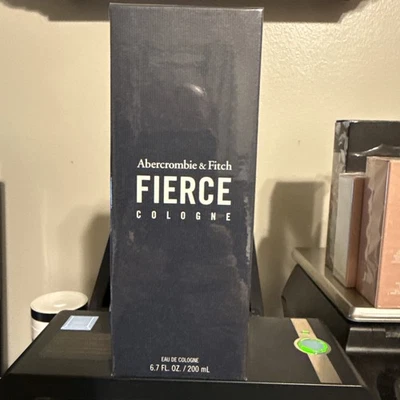 Abercrombie & Fitch
FIERCE
COLOGNE
EAU DE COLOGNE
6.7 FL. OZ. / 200 mL